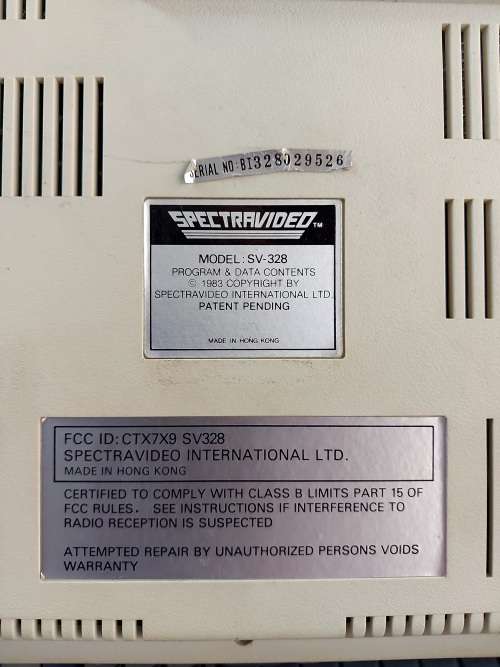 SERIAL NO: BI328029526
SPECTRAVIDEO™
MODEL: SV-328
PROGRAM & DATA CONTENTS
© 1983 COPYRIGHT BY
SPECTRAVIDEO INTERNATIONAL LTD.
PATENT PENDING
MADE IN HONG KONG
FCC ID: CTX7X9 SV328
SPECTRAVIDEO INTERNATIONAL LTD.
MADE IN HONG KONG
CERTIFIED TO COMPLY WITH CLASS B LIMITS PART 15 OF
FCC RULES. SEE INSTRUCTIONS IF INTERFERENCE TO
RADIO RECEPTION IS SUSPECTED
ATTEMPTED REPAIR BY UNAUTHORIZED PERSONS VOIDS
WARRANTY